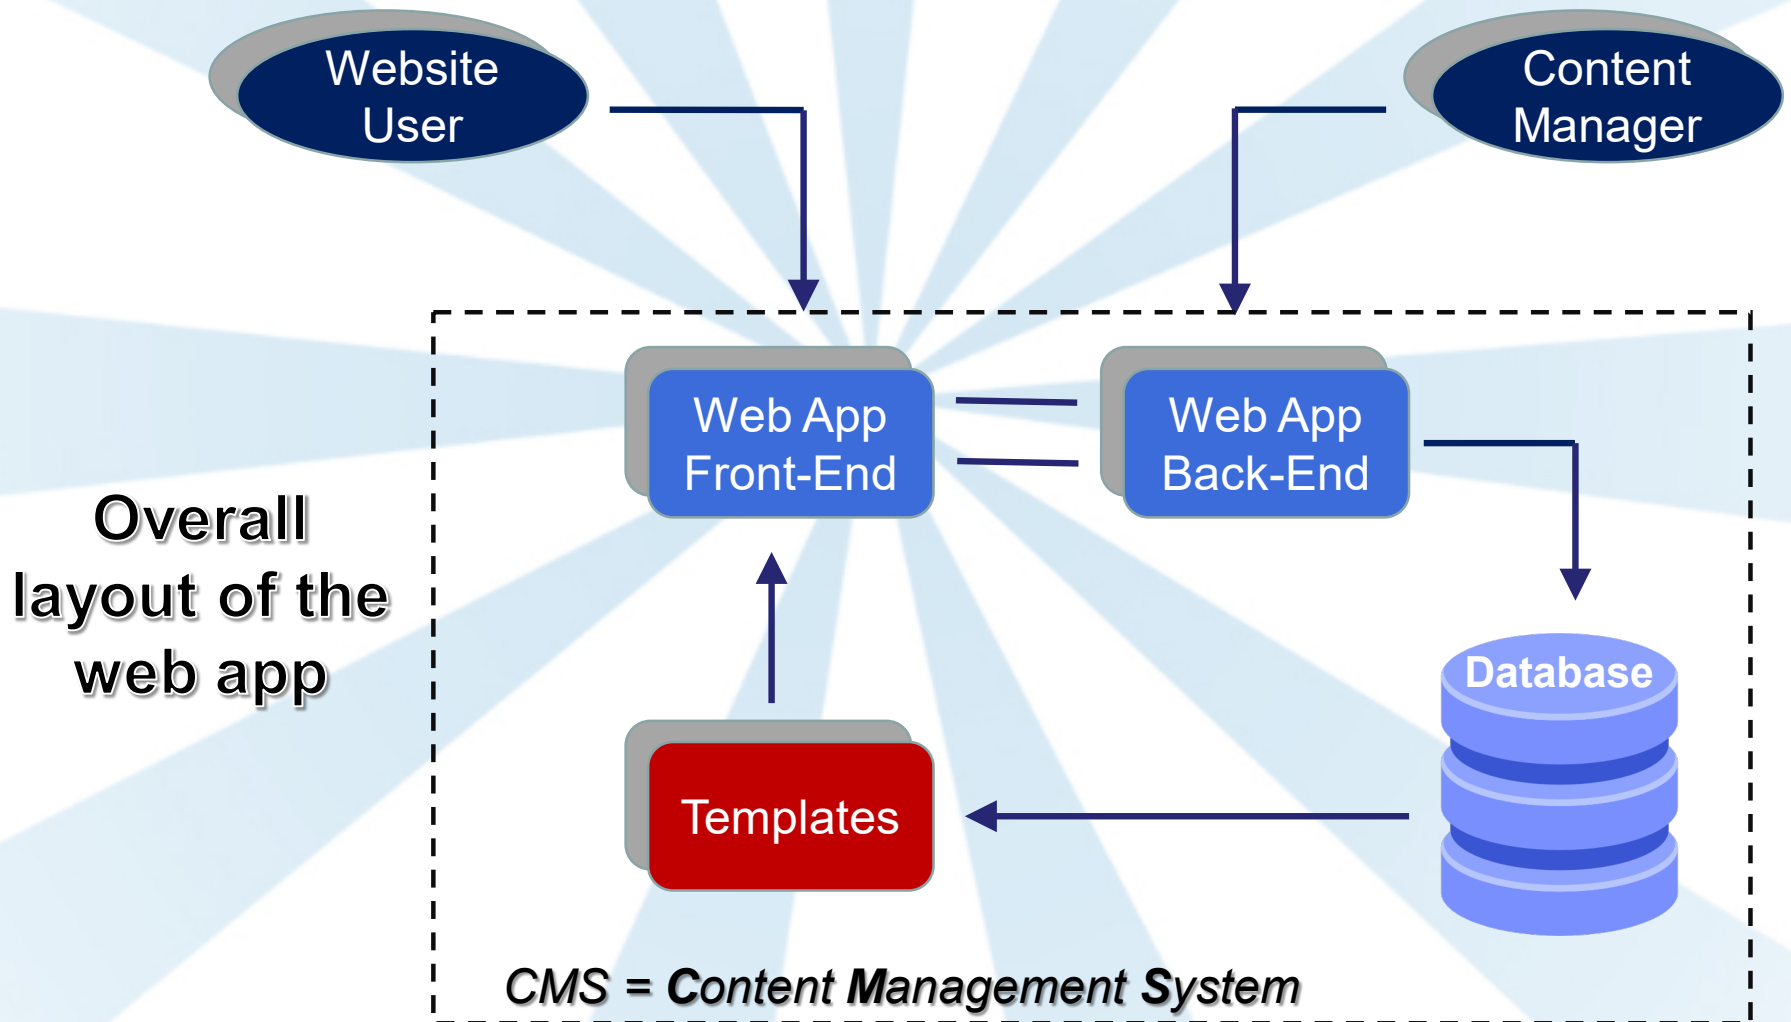 Website
User
Content
Manager
Web App
Front-End
Web App
Back-End
Overall
layout of the
web app
Database
Templates
CMS = Content Management System